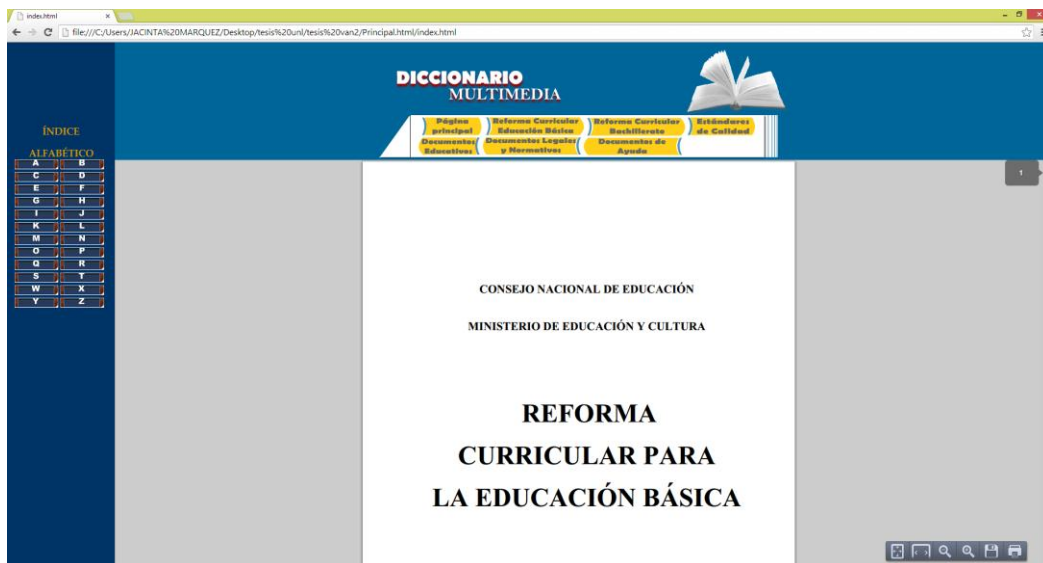 index.html
file:///C:/Users/JACINTA%20MARQUEZ/Desktop/tesis%20unl/tesis%20van2/Principal.html/index.html
DICCIONARIO
MULTIMEDIA
Página principal
Reforma Curricular Educación Básica
Reforma Curricular Bachillerato
Estándares de Calidad
Documentos Educativos
Documentos Legales y Normativos
Documentos de Ayuda
ÍNDICE
ALFABÉTICO
A B
C D
E F
G H
I J
K L
M N
O P
Q R
S T
W X
Y Z
1
CONSEJO NACIONAL DE EDUCACIÓN
MINISTERIO DE EDUCACIÓN Y CULTURA
REFORMA
CURRICULAR PARA
LA EDUCACIÓN BÁSICA